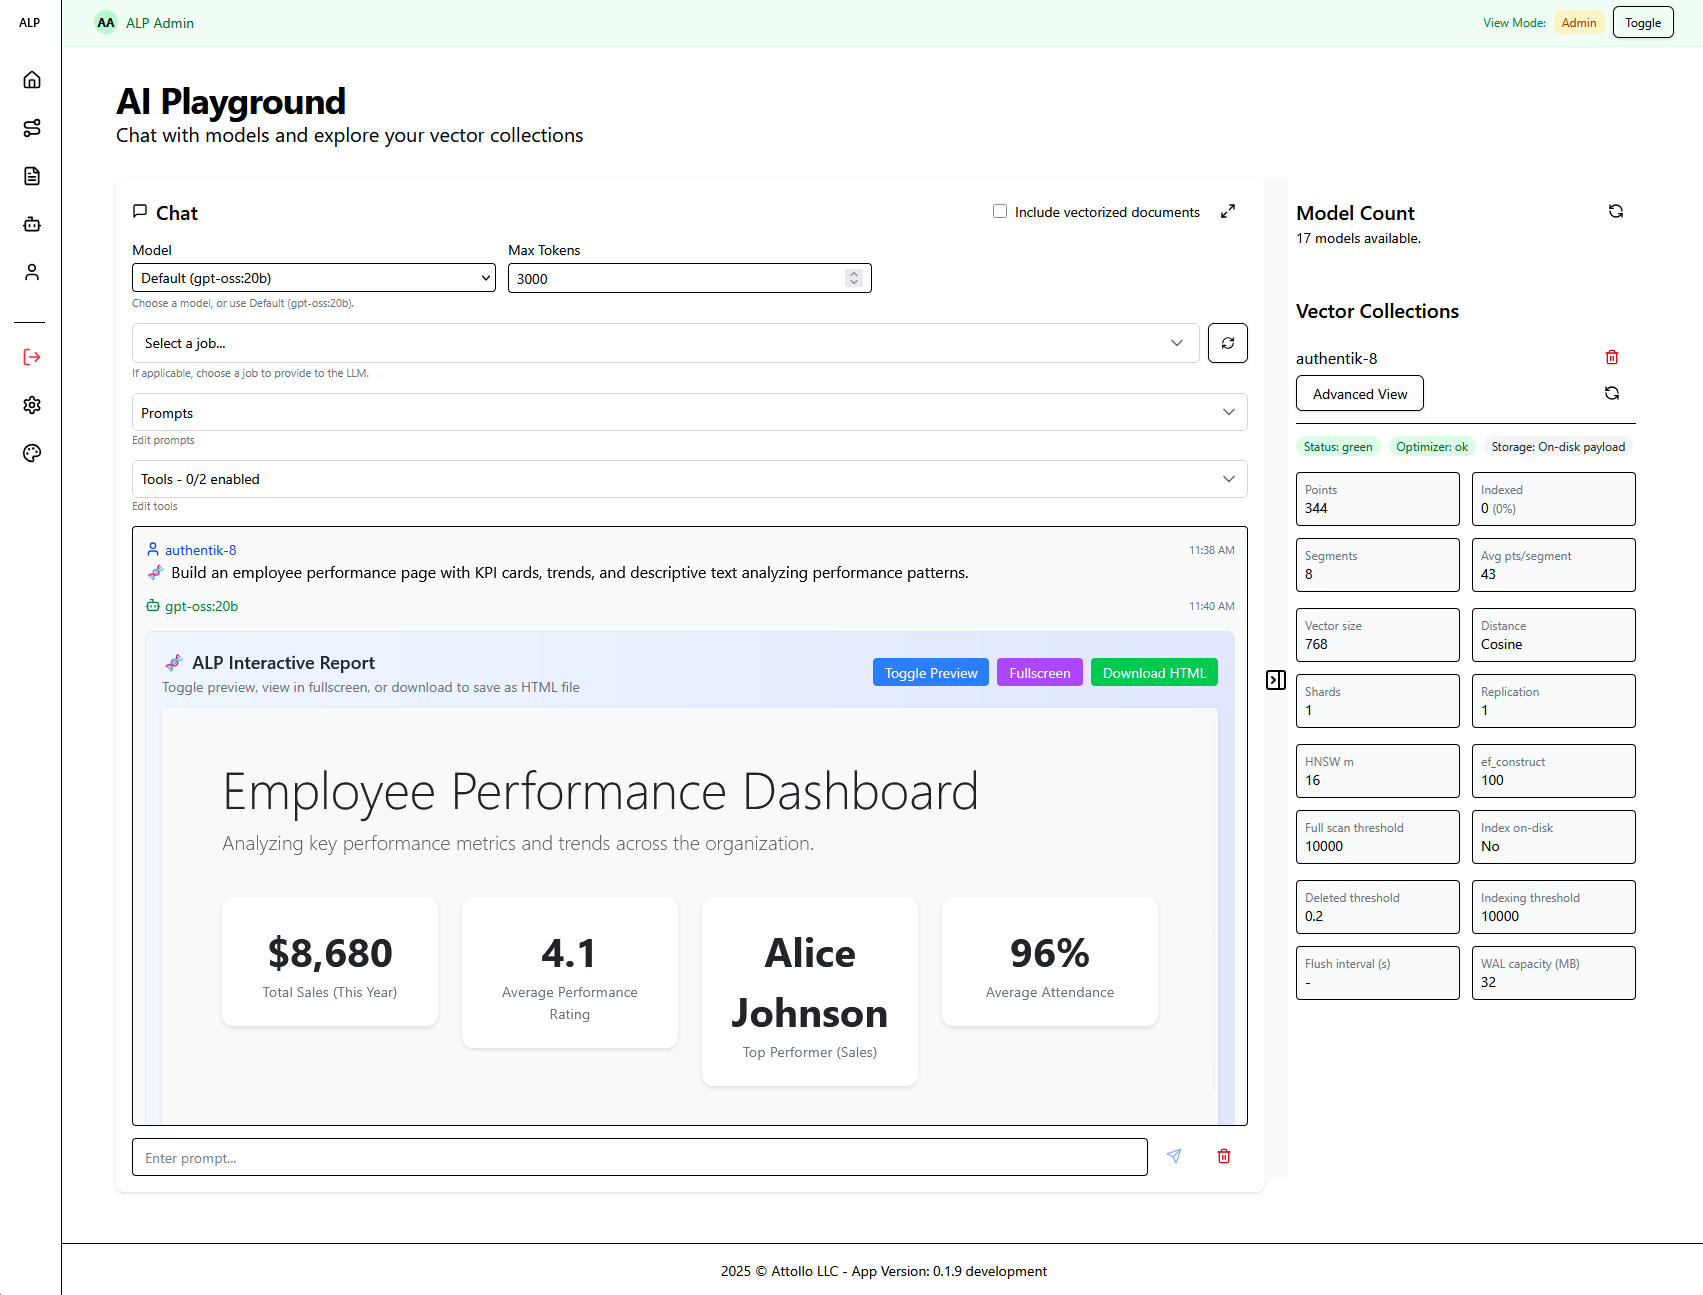 ALP
AA ALP Admin
View Mode: Admin Toggle
AI Playground
Chat with models and explore your vector collections
Chat
Include vectorized documents
Model
Max Tokens
Default (gpt-oss:20b)
3000
Choose a model, or use Default (gpt-oss:20b).
Select a job...
If applicable, choose a job to provide to the LLM.
Prompts
Edit prompts
Tools - 0/2 enabled
Edit tools
authentik-8
11:38 AM
Build an employee performance page with KPI cards, trends, and descriptive text analyzing performance patterns.
gpt-oss:20b
11:40 AM
ALP Interactive Report
Toggle preview, view in fullscreen, or download to save as HTML file
Toggle Preview
Fullscreen
Download HTML
Employee Performance Dashboard
Analyzing key performance metrics and trends across the organization.
$8,680
Total Sales (This Year)
4.1
Average Performance
Rating
Alice
Johnson
Top Performer (Sales)
96%
Average Attendance
Enter prompt...
Model Count
17 models available.
Vector Collections
authentik-8
Advanced View
Status: green
Optimizer: ok
Storage: On-disk payload
Points
344
Indexed
0 (0%)
Segments
8
Avg pts/segment
43
Vector size
768
Distance
Cosine
Shards
1
Replication
1
HNSW m
16
ef_construct
100
Full scan threshold
10000
Index on-disk
No
Deleted threshold
0.2
Indexing threshold
10000
Flush interval (s)
-
WAL capacity (MB)
32
2025 © Attollo LLC - App Version: 0.1.9 development